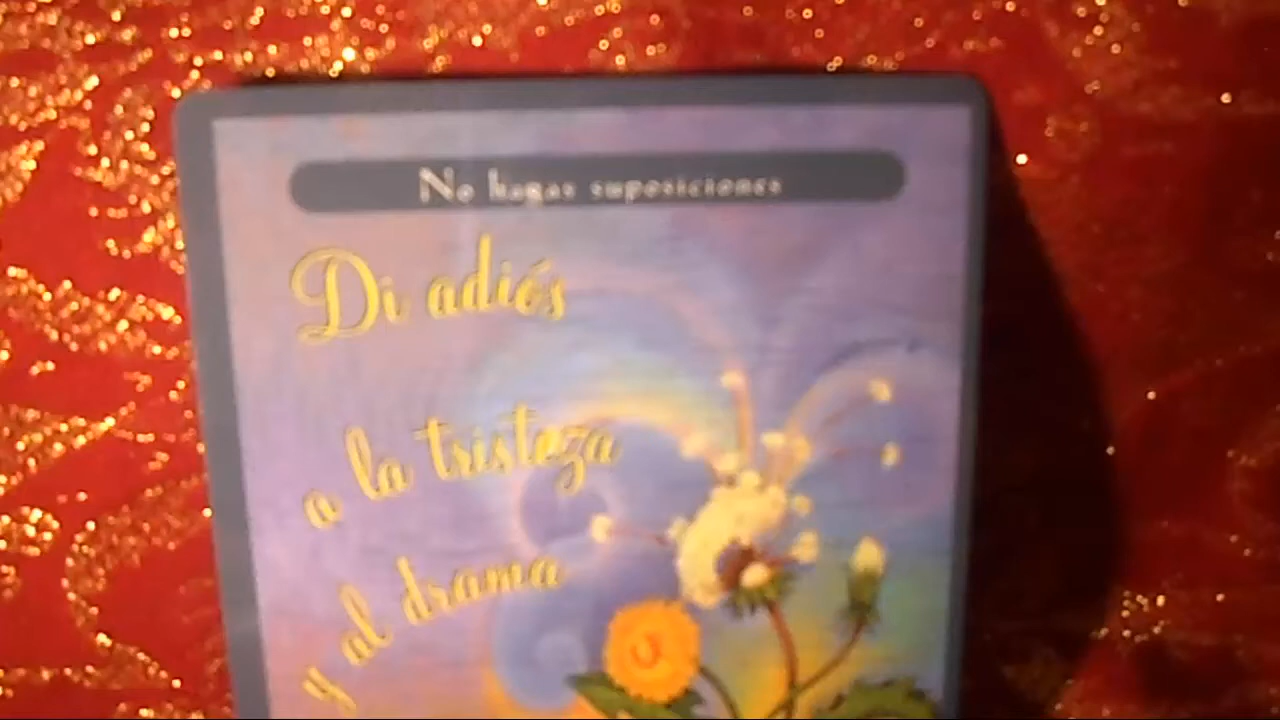 No hagas suposiciones
Di adiós
a la tristeza
y al drama